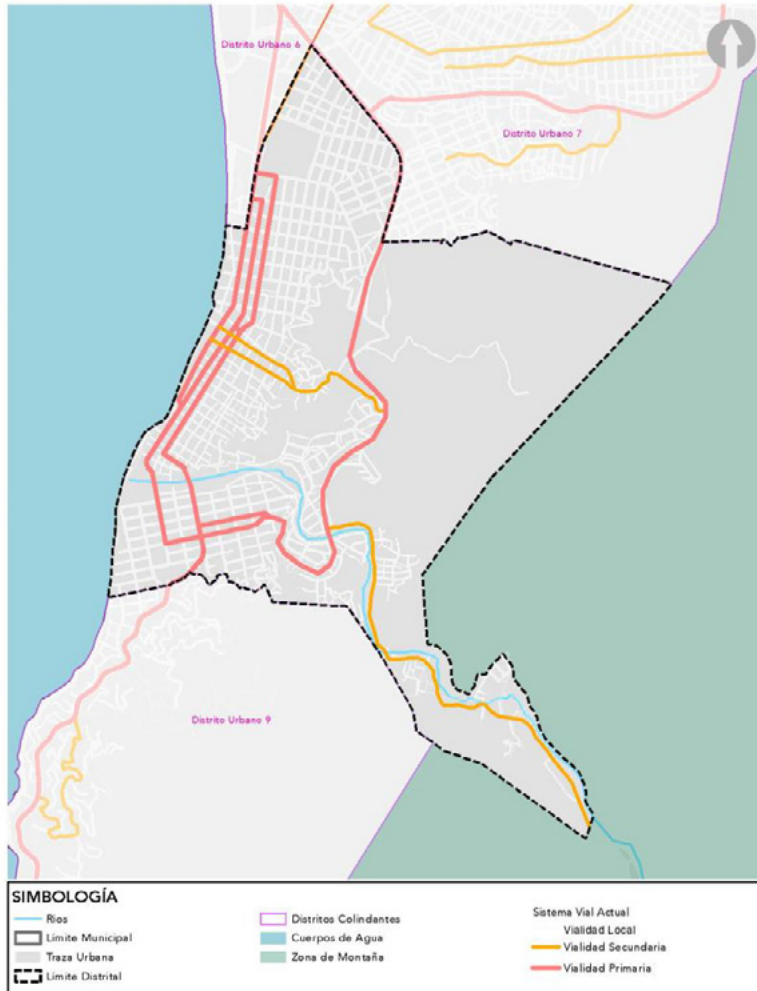 Distrito Urbano 6
Distrito Urbano 7
Distrito Urbano 9
SIMBOLOGÍA
Rios
Límite Municipal
Traza Urbana
Límite Distrital
Distritos Colindantes
Cuerpos de Agua
Zona de Montaña
Sistema Vial Actual
Vialidad Local
Vialidad Secundaria
Vialidad Primaria